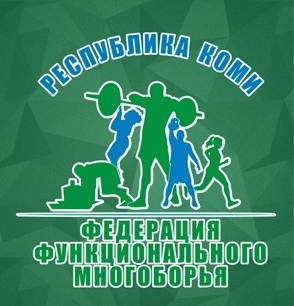 РЕСПУБЛИКА КОМИ
ФЕДЕРАЦИЯ
ФУНКЦИОНАЛЬНОГО
МНОГОБОРЬЯ